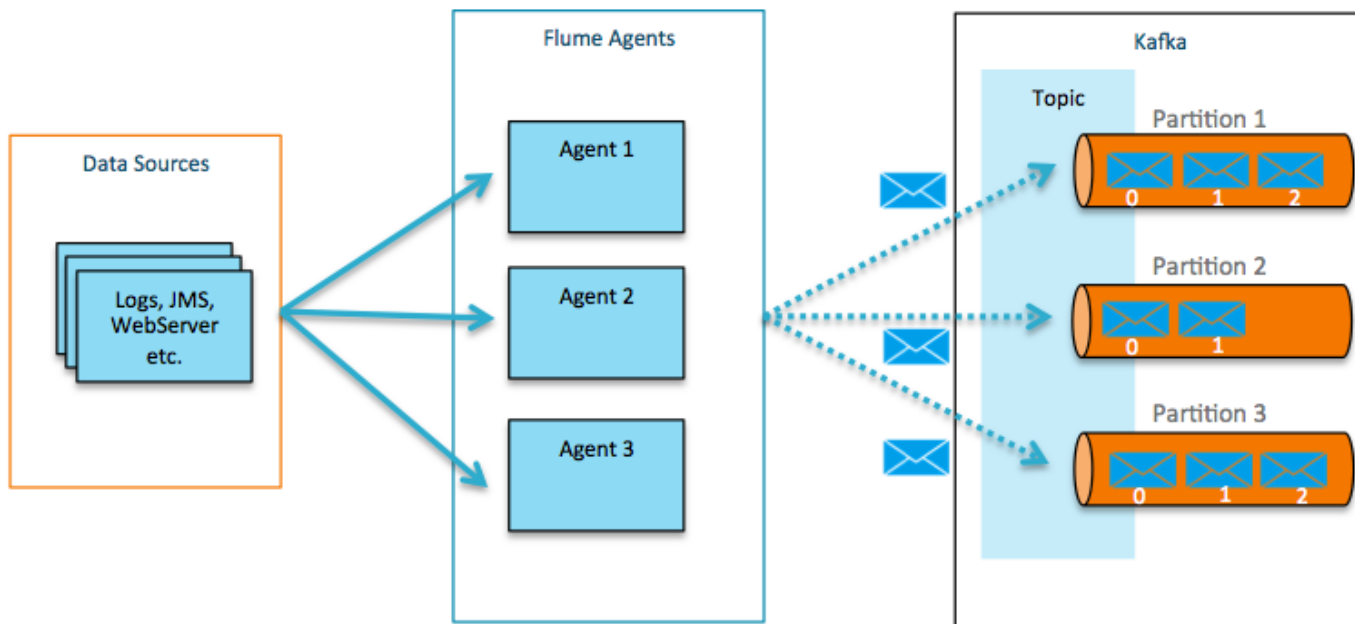 Data Sources
Logs, JMS,
WebServer
etc.
Flume Agents
Agent 1
Agent 2
Agent 3
Kafka
Topic
Partition 1
0 1 2
Partition 2
0 1
Partition 3
0 1 2